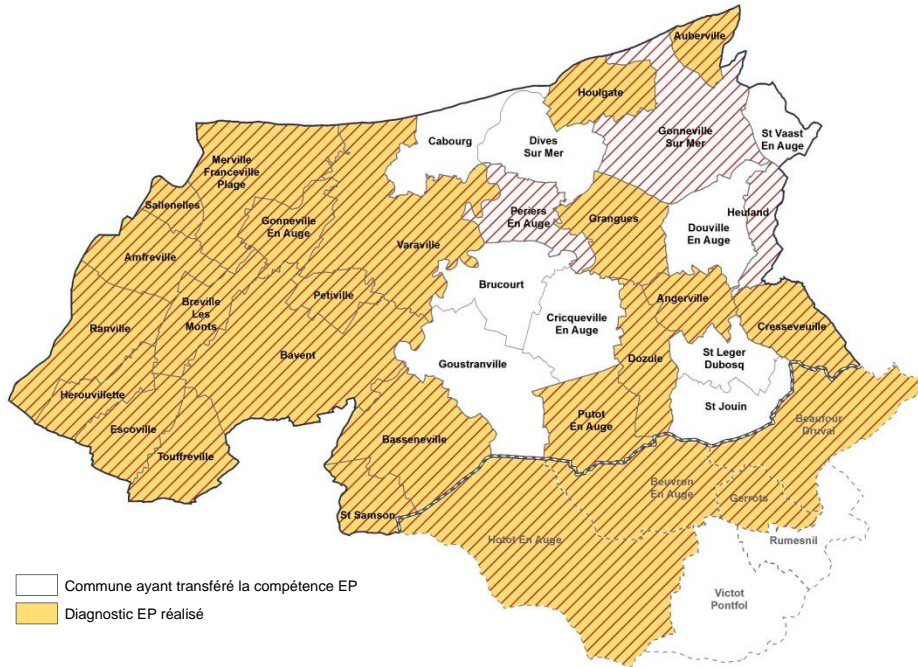 Auberville
Houlgate
Cabourg
Dives
Sur Mer
Gonneville
Sur Mer
St Vaast
En Auge
Merville
Franceville
Plage
Sallenelles
Gonneville
En Auge
Varaville
Periers
En Auge
Grangues
Heuland
Douville
En Auge
Amfreville
Breville
Les
Monts
Petiville
Brucourt
Angerville
Ranville
Bavent
Cricqueville
En Auge
Cresseveuille
Goustranville
Dozule
St Leger
Dubosq
Herouvillette
Escoville
Touffreville
Basseneville
Putot
En Auge
St Jouin
Beaufour
Druval
Beuvron
En Auge
Gerrots
St Samson
Hotot En Auge
Rumesnil
Victot
Pontfol
Commune ayant transféré la compétence EP
Diagnostic EP réalisé